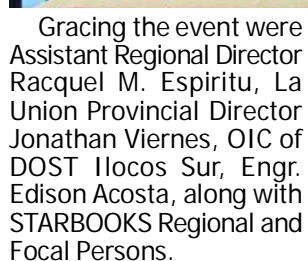 Gracing the event were
Assistant Regional Director
Racquel M. Espiritu, La
Union Provincial Director
Jonathan Viernes, OIC of
DOST Ilocos Sur, Engr.
Edison Acosta, along with
STARBOOKS Regional and
Focal Persons.